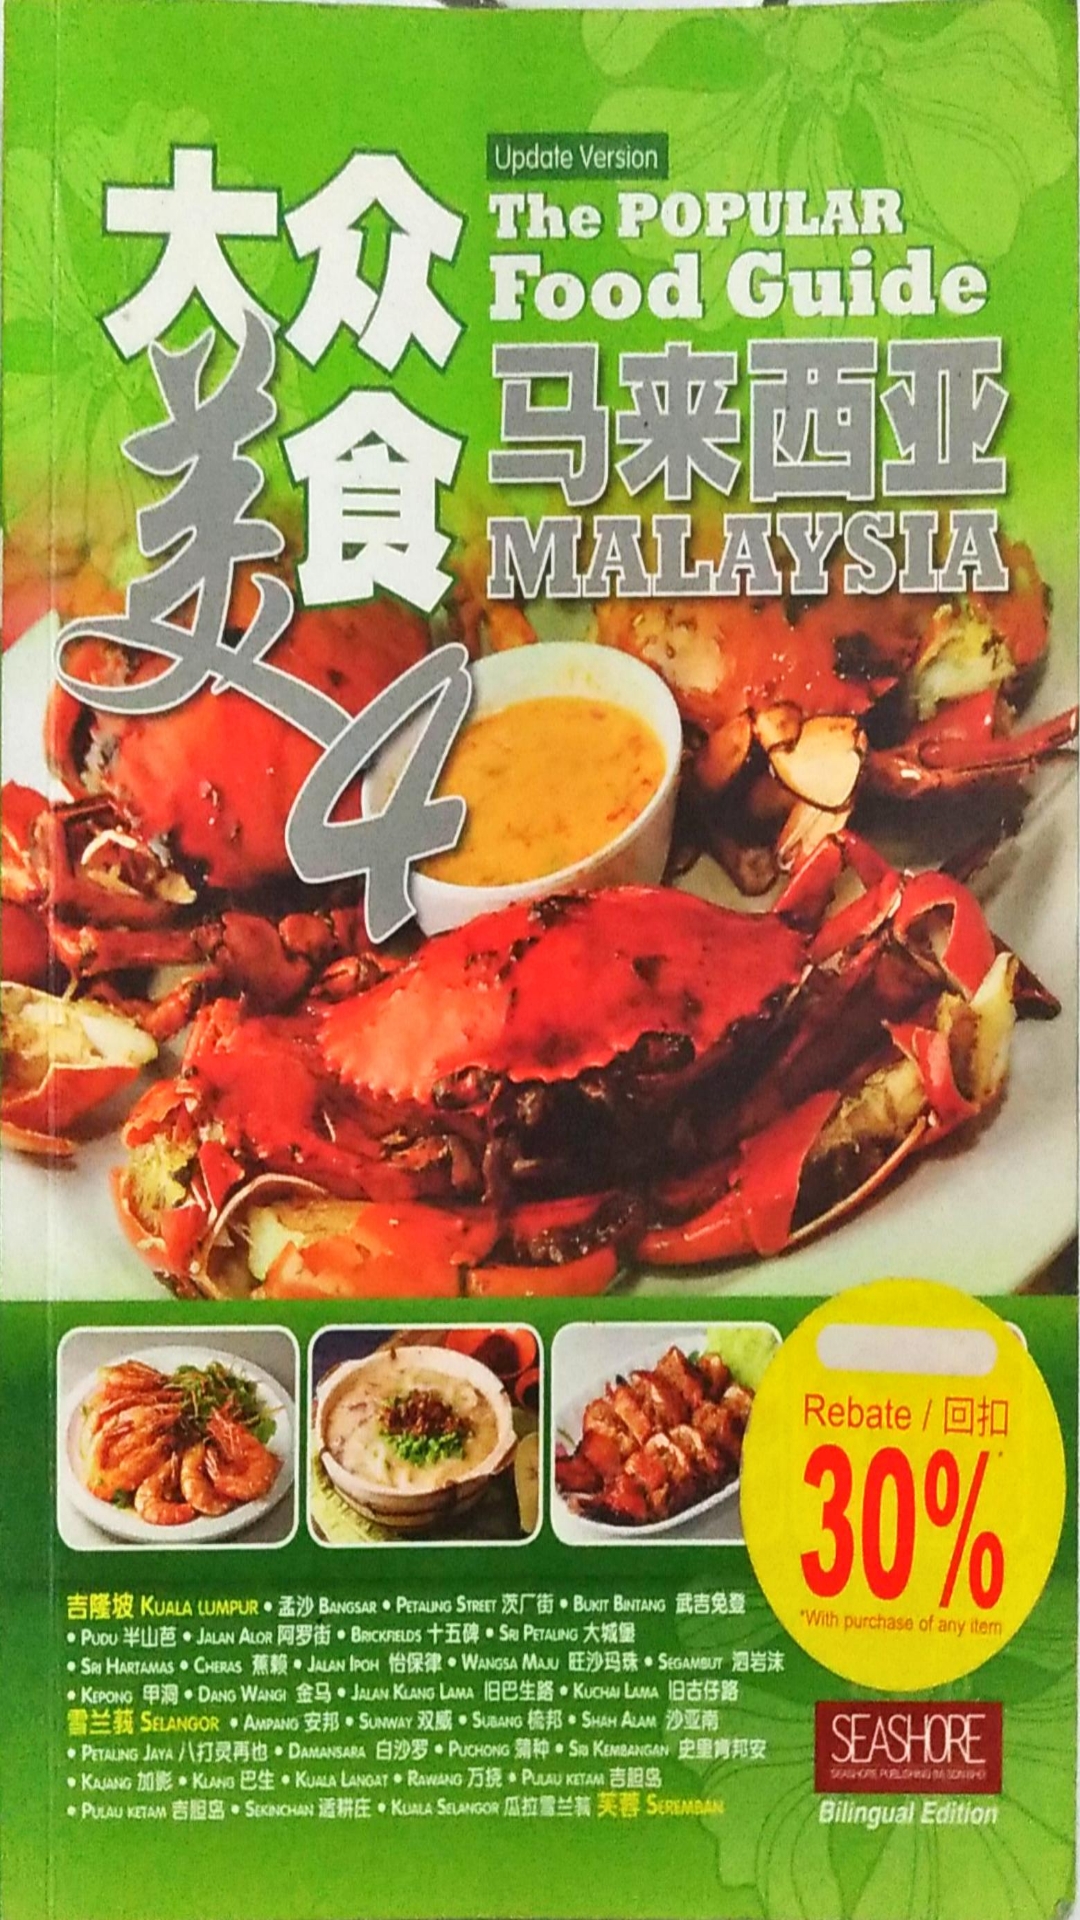 Update Version
大众
美食
4
The POPULAR
Food Guide
马来西亚
MALAYSIA
Rebate / 回扣
30%*
*With purchase of any item
吉隆坡 KUALA LUMPUR • 孟沙 BANGSAR • PETALING STREET 茨厂街 • BUKIT BINTANG 武吉免登
• PUDU 半山芭 • JALAN ALOR 阿罗街 • BRICKFIELDS 十五碑 • SRI PETALING 大城堡
• SRI HARTAMAS • CHERAS 蕉赖 • JALAN IPOH 怡保律 • WANGSA MAJU 旺沙玛珠 • SEGAMBUT 泗岩沫
• KEPONG 甲洞 • DANG WANGI 金马 • JALAN KLANG LAMA 旧巴生路 • KUCHAI LAMA 旧古仔路
雪兰莪 SELANGOR • AMPANG 安邦 • SUNWAY 双威 • SUBANG 梳邦 • SHAH ALAM 沙亚南
• PETALING JAYA 八打灵再也 • DAMANSARA 白沙罗 • PUCHONG 蒲种 • SRI KEMBANGAN 史里肯邦安
• KAJANG 加影 • KLANG 巴生 • KUALA LANGAT • RAWANG 万挠 • PULAU KETAM 吉胆岛
• PULAU KETAM 吉胆岛 • SEKINCHAN 适耕庄 • KUALA SELANGOR 瓜拉雪兰莪 芙蓉 SEREMBAN
SEASHORE
SEASHORE PUBLISHING (M) SDN BHD
Bilingual Edition